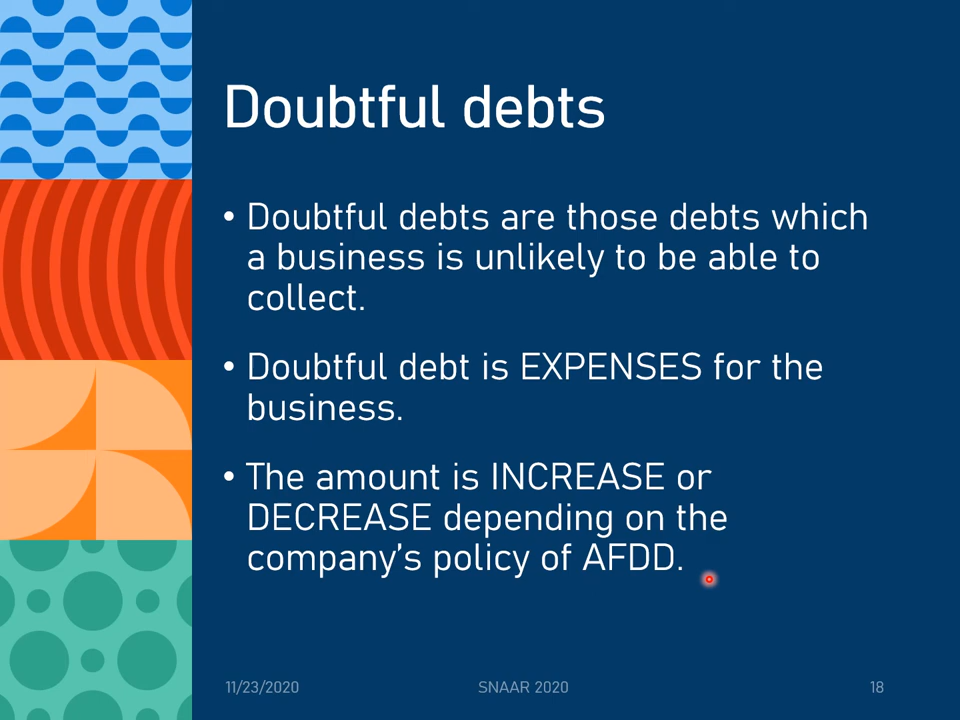 Doubtful debts
• Doubtful debts are those debts which
a business is unlikely to be able to
collect.
• Doubtful debt is EXPENSES for the
business.
• The amount is INCREASE or
DECREASE depending on the
company's policy of AFDD.
11/23/2020 SNAAR 2020 18